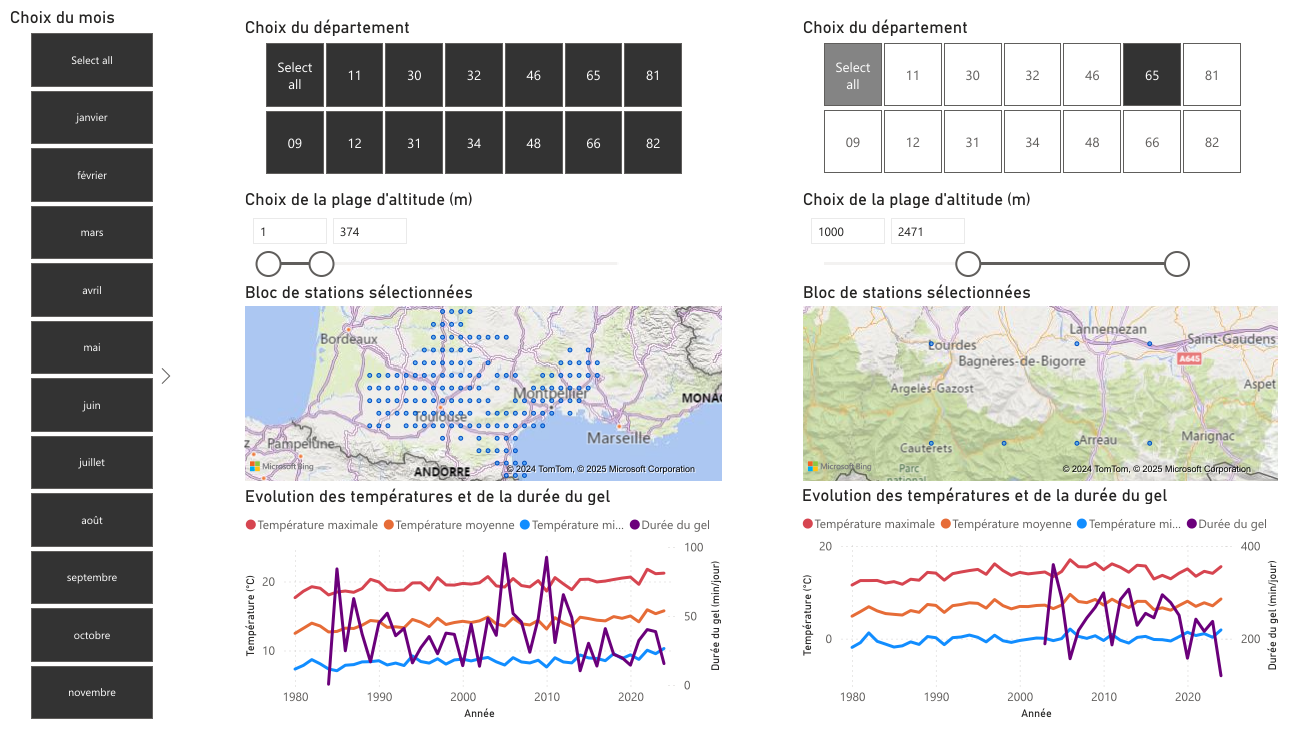 Choix du mois
Select all
janvier
février
mars
avril
mai
juin
juillet
août
septembre
octobre
novembre
Choix du département
Select
all
11
30
32
46
65
81
09
12
31
34
48
66
82
Choix de la plage d'altitude (m)
1
374
Bloc de stations sélectionnées
Bordeaux
Montpellier
MONAC
Toulouse
Marseille
z
Pampelune
ANDORRE
Microsoft Bing
© 2024 TomTom, © 2025 Microsoft Corporation
Evolution des températures et de la durée du gel
Température maximale
Température moyenne
Température mi...
Durée du gel
Température (°C)
20
10
100
50
0
Durée du gel (min/jour)
1980
1990
2000
2010
2020
Année
Choix du département
Select
all
11
30
32
46
65
81
09
12
31
34
48
66
82
Choix de la plage d'altitude (m)
1000
2471
Bloc de stations sélectionnées
Lannemezan
Lourdes
Saint-Gaudens
Bagnères-de-Bigorre
A645
Argelès-Gazost
Aspet
Cauterets
Arreau
Marignac
Microsoft Bing
Parc
national
© 2024 TomTom, © 2025 Microsoft Corporation
Evolution des températures et de la durée du gel
Température maximale
Température moyenne
Température mi...
Durée du gel
Température (°C)
20
0
400
200
Durée du gel (min/jour)
1980
1990
2000
2010
2020
Année